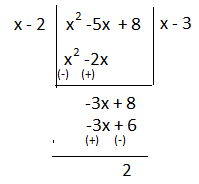 x - 2 x² -5x + 8 x - 3
x² -2x
(-) (+)
-3x + 8
-3x + 6
(+) (-)
2